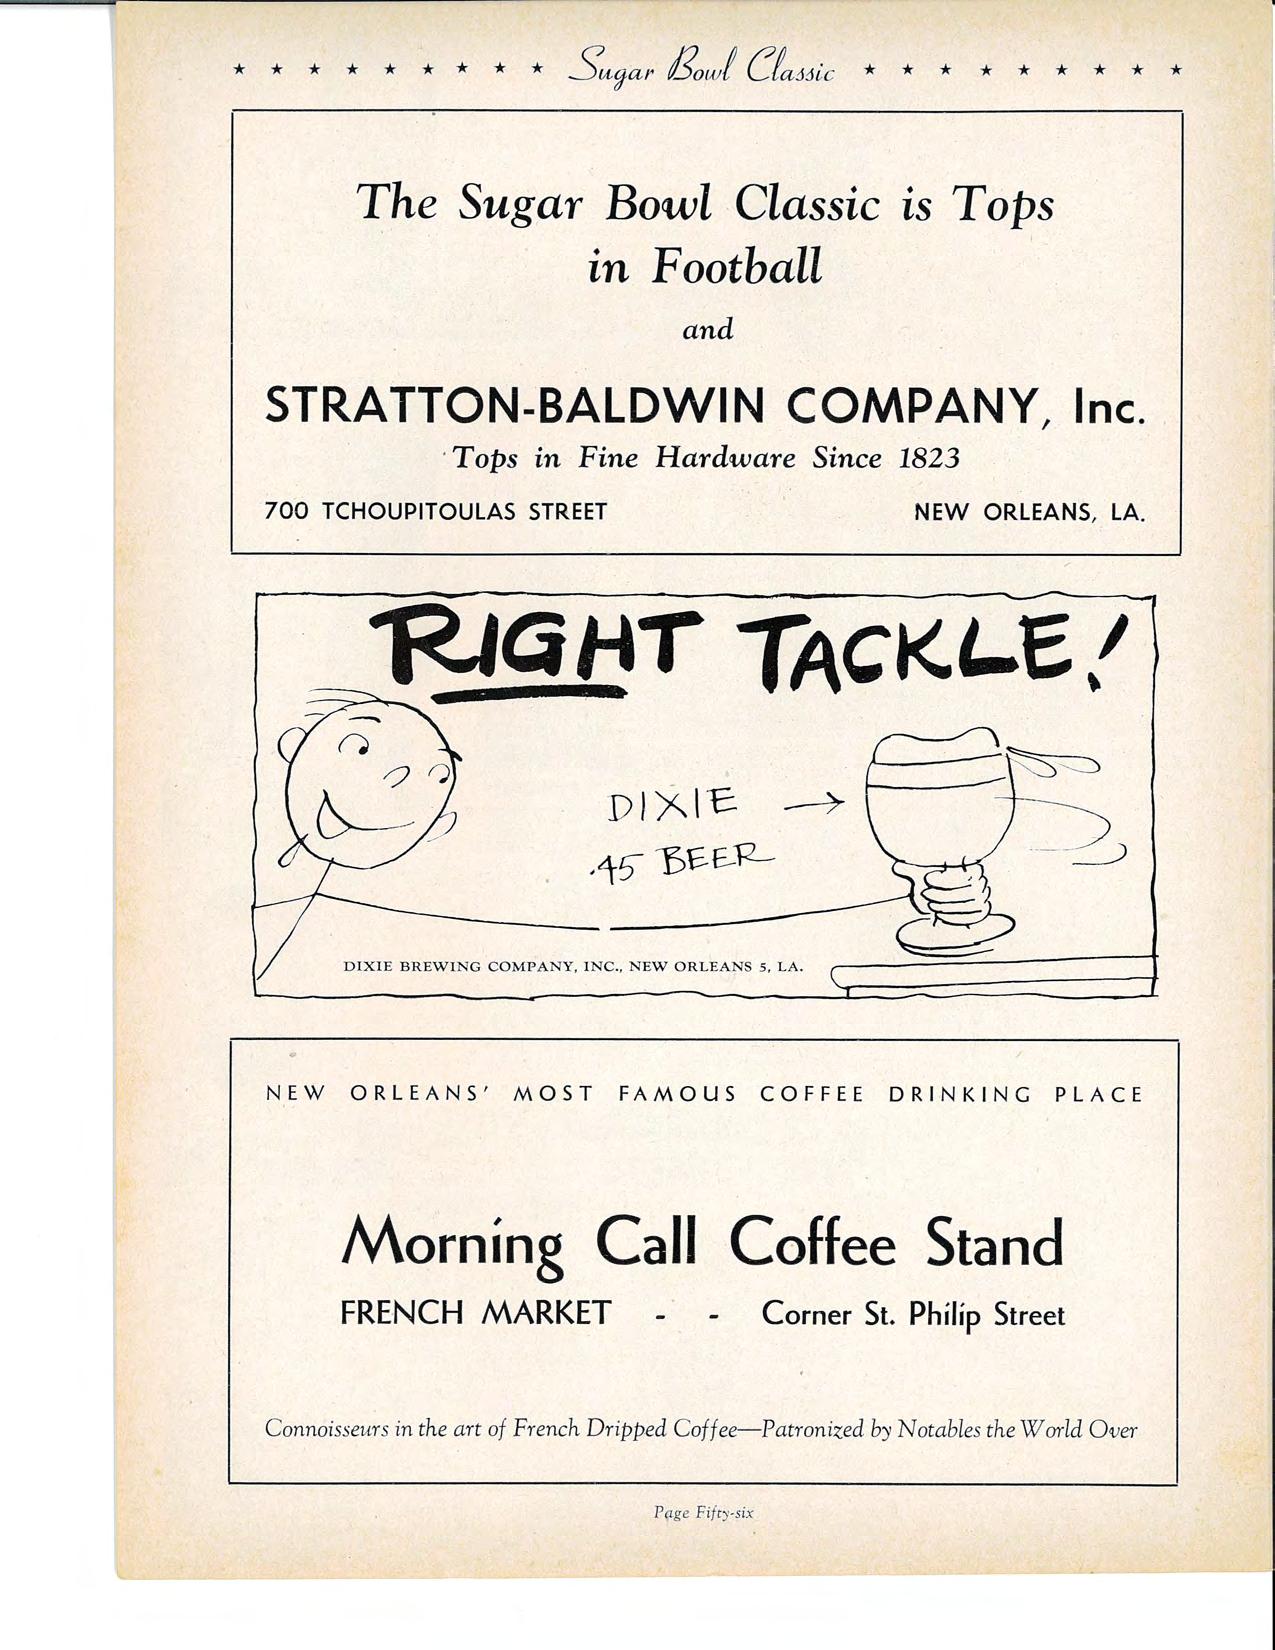 Sugar Bowl Classic
The Sugar Bowl Classic is Tops
in Football
and
STRATTON-BALDWIN COMPANY, Inc.
Tops in Fine Hardware Since 1823
700 TCHOUPITOULAS STREET NEW ORLEANS, LA.
RIGHT TACKLE!
DIXIE →
.45 BEER
DIXIE BREWING COMPANY, INC., NEW ORLEANS 5, LA.
NEW ORLEANS' MOST FAMOUS COFFEE DRINKING PLACE
Morning Call Coffee Stand
FRENCH MARKET - - Corner St. Philip Street
Connoisseurs in the art of French Dripped Coffee—Patronized by Notables the World Over
Page Fifty-six